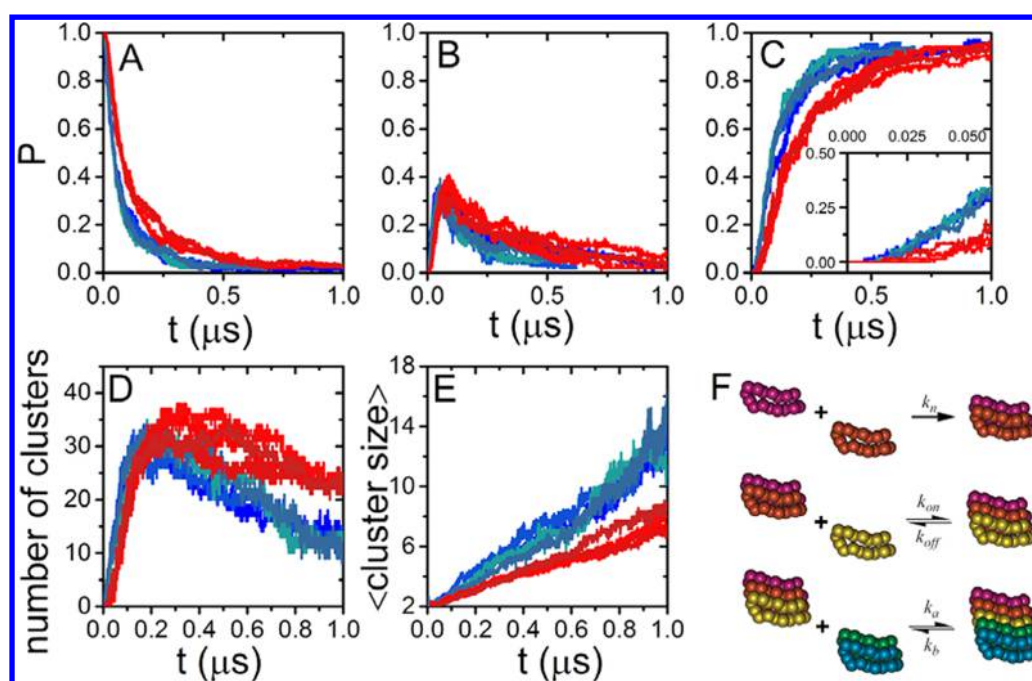 A
B
C
P
1.0
0.8
0.6
0.4
0.2
0.0
0.0 0.5 1.0
t (μs)
1.0
0.8
0.6
0.4
0.2
0.0
0.0 0.5 1.0
t (μs)
1.0
0.8
0.6
0.4
0.2
0.0
0.0 0.5 1.0
t (μs)
0.000 0.025 0.050
0.50
0.25
0.00
D
number of clusters
40
30
20
10
0
0.0 0.2 0.4 0.6 0.8 1.0
t (μs)
E
<cluster size>
18
14
10
6
2
0.0 0.2 0.4 0.6 0.8 1.0
t (μs)
F
+
kn
+
kon
koff
+
ka
kb